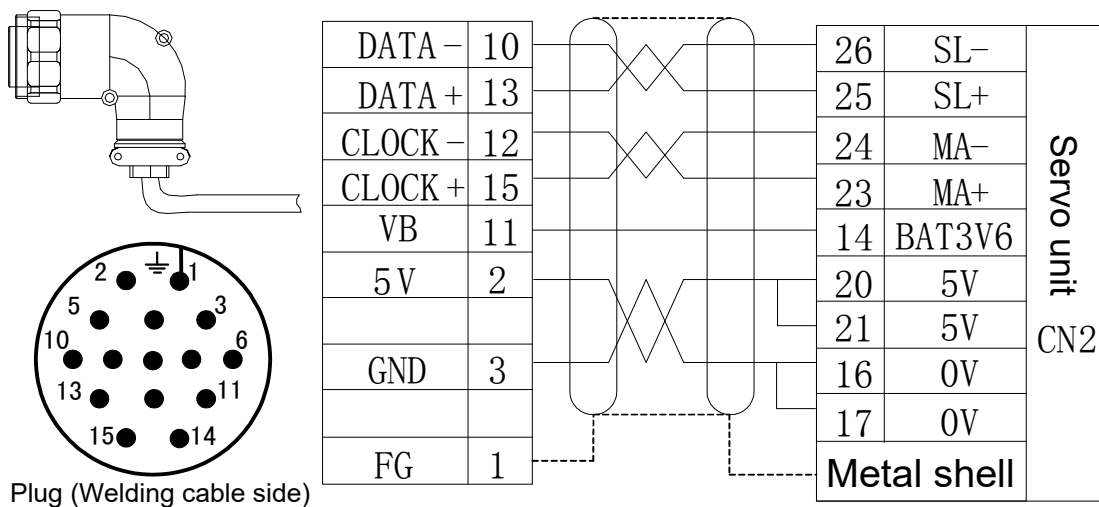 DATA- 10
DATA+ 13
CLOCK- 12
CLOCK+ 15
VB 11
5V 2
GND 3
FG 1
26 SL-
25 SL+
24 MA-
23 MA+
14 BAT3V6
20 5V
21 5V
16 0V
17 0V
Metal shell
Servo unit
CN2
2 1
5 3
10 6
13 11
15 14
Plug (Welding cable side)